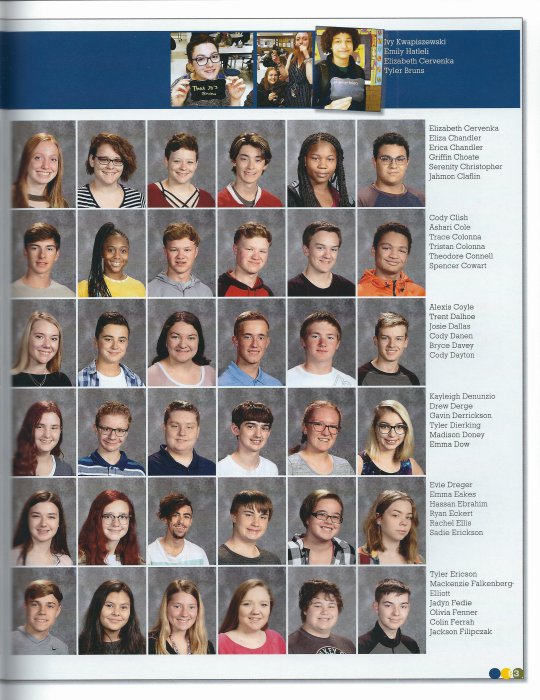 Ivy Kwapiszewski
Emily Hatleli
Elizabeth Cervenka
Tyler Bruns
Elizabeth Cervenka
Eliza Chandler
Erica Chandler
Griffin Choate
Serenity Christopher
Jahmon Claflin
Cody Clish
Ashari Cole
Trace Colonna
Tristan Colonna
Theodore Connell
Spencer Cowart
Alexis Coyle
Trent Dalhoe
Josie Dallas
Cody Danen
Bryce Davey
Cody Dayton
Kayleigh Denunzio
Drew Derge
Gavin Derrickson
Tyler Dierking
Madison Doney
Emma Dow
Evie Dreger
Emma Eakes
Hassan Ebrahim
Ryan Eckert
Rachel Ellis
Sadie Erickson
Tyler Ericson
Mackenzie Falkenberg-
Elliott
Jadyn Fedie
Olivia Fenner
Colin Ferrah
Jackson Filipczak
3